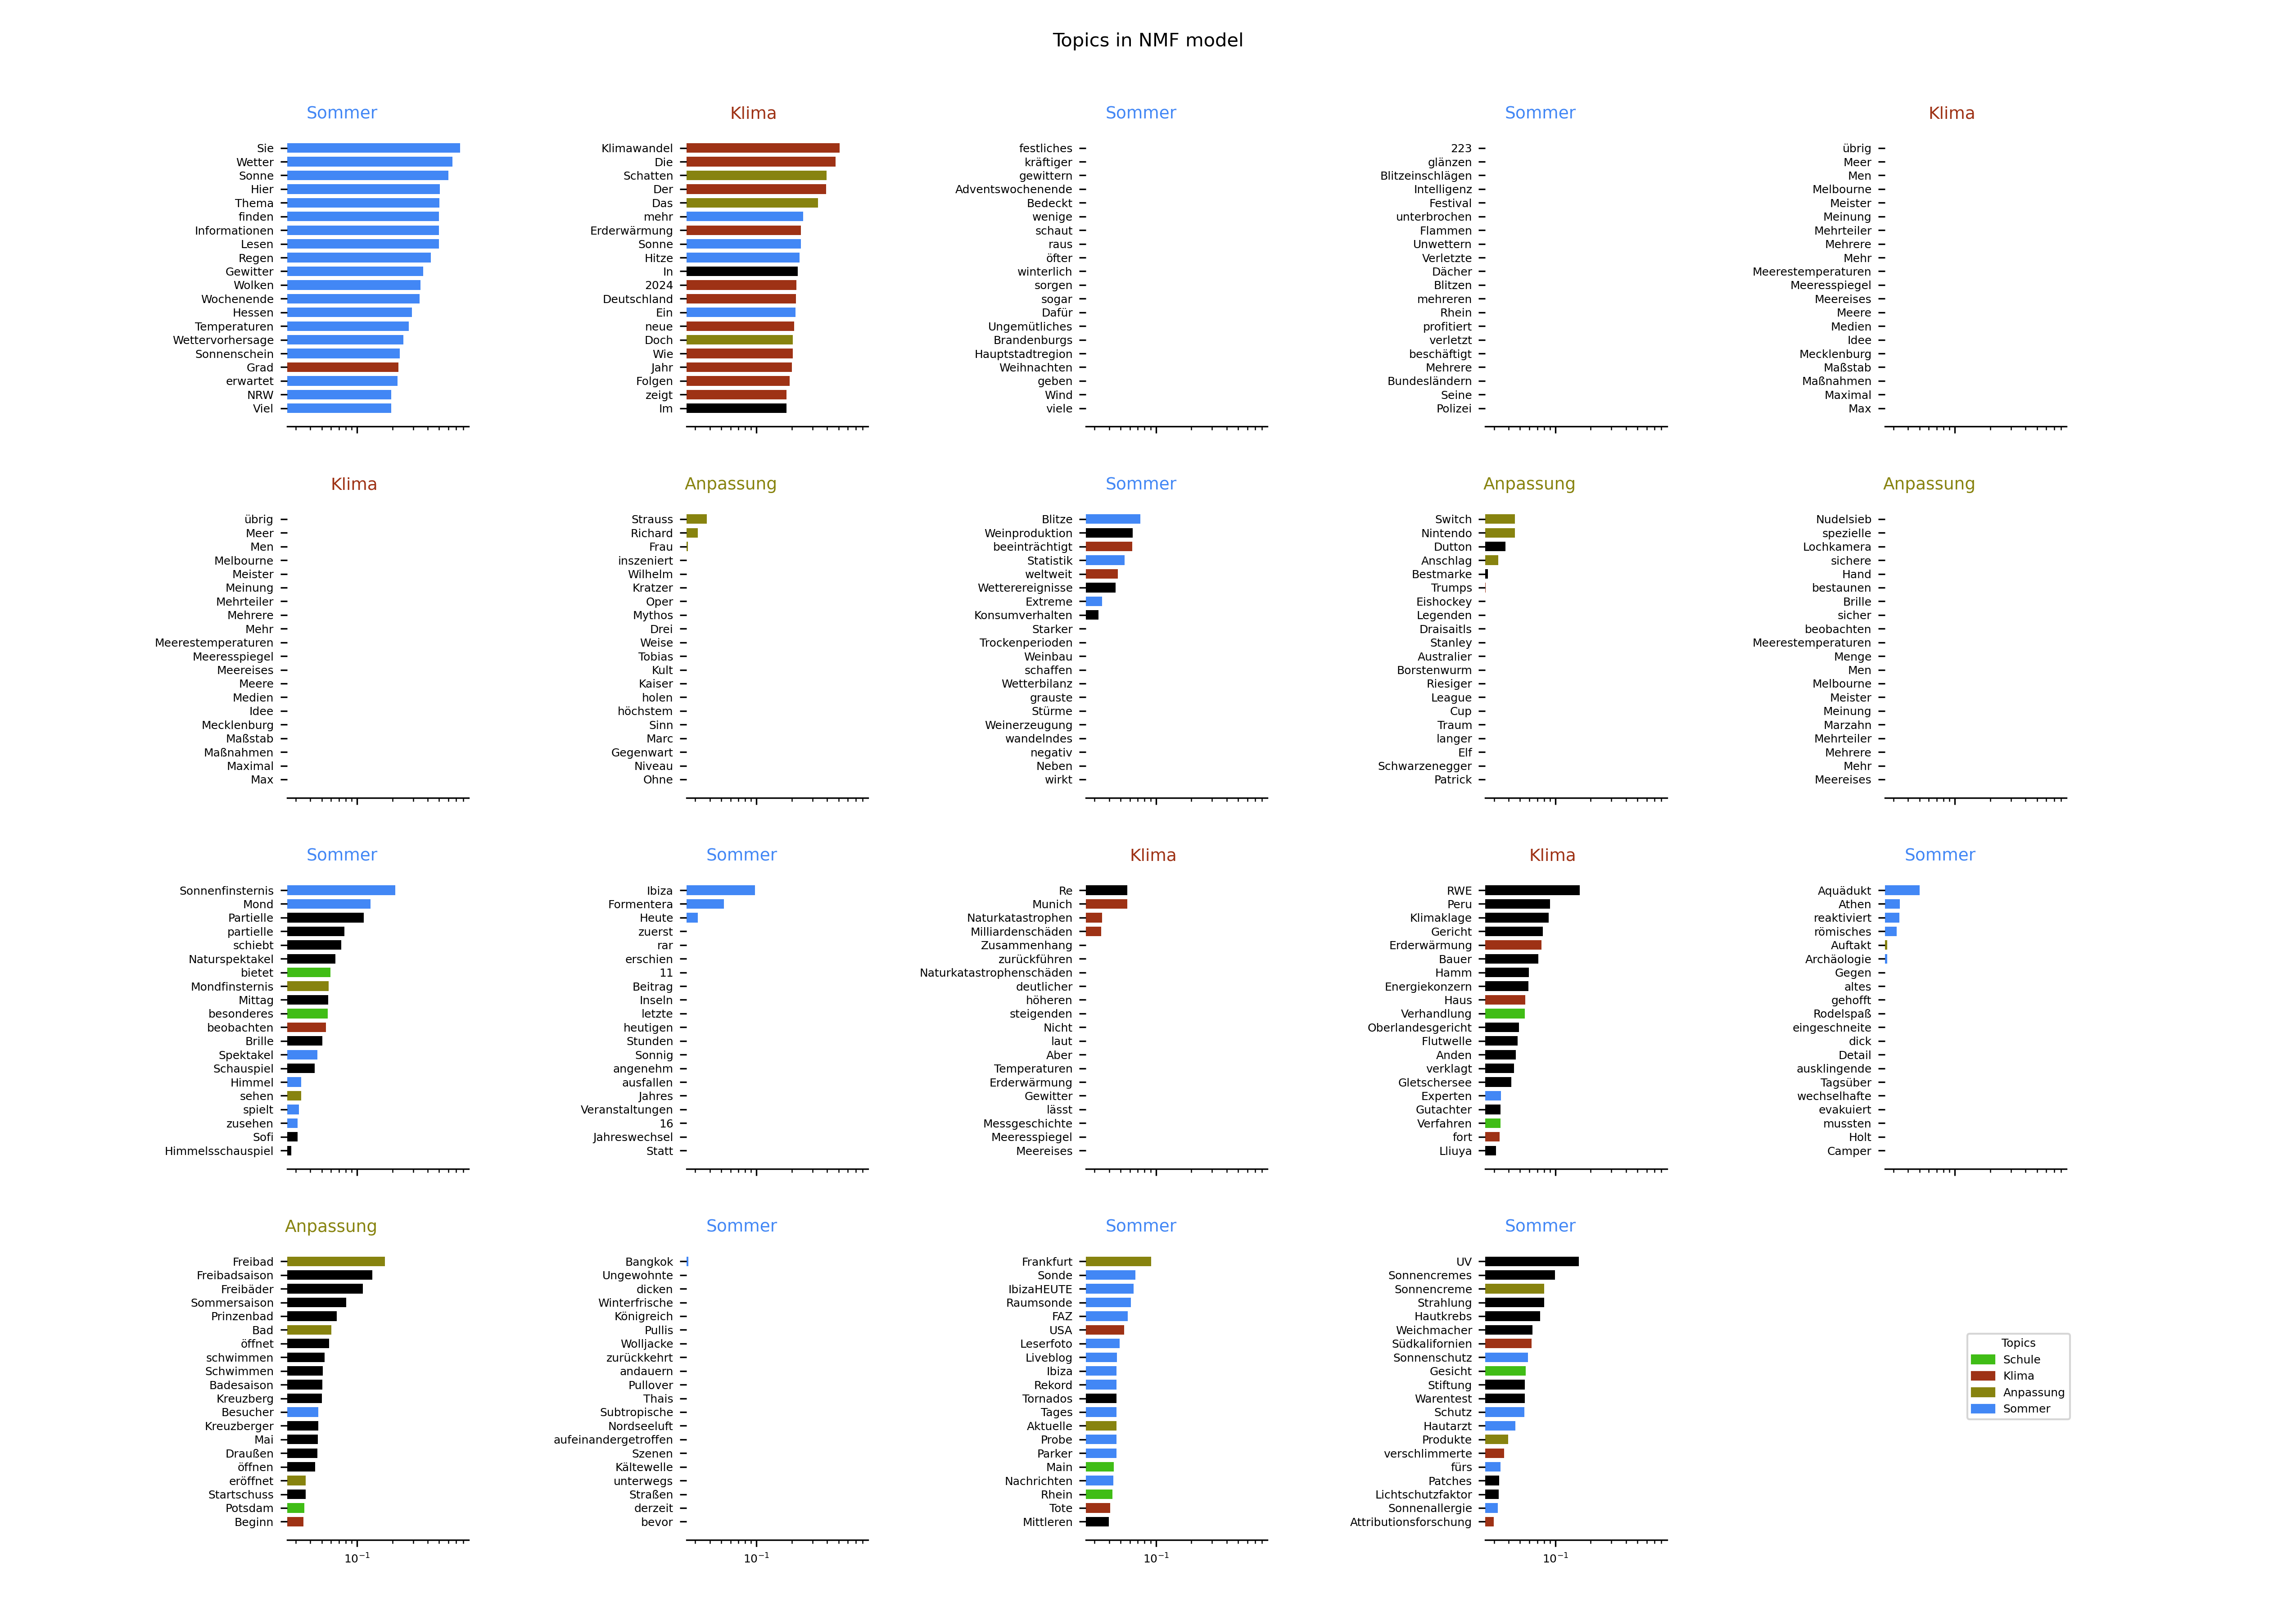 Topics in NMF model
Sommer
Sie
Wetter
Sonne
Hier
Thema
finden
Informationen
Lesen
Regen
Gewitter
Wolken
Wochenende
Hessen
Temperaturen
Wettervorhersage
Sonnenschein
Grad
erwartet
NRW
Viel
Klima
Klimawandel
Die
Schatten
Der
Das
mehr
Erderwärmung
Sonne
Hitze
In
2024
Deutschland
Ein
neue
Doch
Wie
Jahr
Folgen
zeigt
Im
Sommer
festliches
kräftiger
gewittern
Adventswochenende
Bedeckt
wenige
schaut
raus
öfter
winterlich
sorgen
sogar
Dafür
Ungemütliches
Brandenburgs
Hauptstadtregion
Weihnachten
geben
Wind
viele
Sommer
223
glänzen
Blitzeinschlägen
Intelligenz
Festival
unterbrochen
Flammen
Unwettern
Verletzte
Dächer
Blitzen
mehreren
Rhein
profitiert
verletzt
beschäftigt
Mehrere
Bundesländern
Seine
Polizei
Klima
übrig
Meer
Men
Melbourne
Meister
Meinung
Mehrteiler
Mehrere
Mehr
Meerestemperaturen
Meeresspiegel
Meereises
Meere
Medien
Idee
Mecklenburg
Maßstab
Maßnahmen
Maximal
Max
Klima
übrig
Meer
Men
Melbourne
Meister
Meinung
Mehrteiler
Mehrere
Mehr
Meerestemperaturen
Meeresspiegel
Meereises
Meere
Medien
Idee
Mecklenburg
Maßstab
Maßnahmen
Maximal
Max
Anpassung
Strauss
Richard
Frau
inszeniert
Wilhelm
Kratzer
Oper
Mythos
Drei
Weise
Tobias
Kult
Kaiser
holen
höchstem
Sinn
Marc
Gegenwart
Niveau
Ohne
Sommer
Blitze
Weinproduktion
beeinträchtigt
Statistik
weltweit
Wetterereignisse
Extreme
Konsumverhalten
Starker
Trockenperioden
Weinbau
schaffen
Wetterbilanz
grauste
Stürme
Weinerzeugung
wandelndes
negativ
Neben
wirkt
Anpassung
Switch
Nintendo
Dutton
Anschlag
Bestmarke
Trumps
Eishockey
Legenden
Draisaitls
Stanley
Australier
Borstenwurm
Riesiger
League
Cup
Traum
langer
Elf
Schwarzenegger
Patrick
Anpassung
Nudelsieb
spezielle
Lochkamera
sichere
Hand
bestaunen
Brille
sicher
beobachten
Meerestemperaturen
Menge
Men
Melbourne
Meister
Meinung
Marzahn
Mehrteiler
Mehrere
Mehr
Meereises
Sommer
Sonnenfinsternis
Mond
Partielle
partielle
schiebt
Naturspektakel
bietet
Mondfinsternis
Mittag
besonderes
beobachten
Brille
Spektakel
Schauspiel
Himmel
sehen
spielt
zusehen
Sofi
Himmelsschauspiel
Sommer
Ibiza
Formentera
Heute
zuerst
rar
erschien
11
Beitrag
Inseln
letzte
heutigen
Stunden
Sonnig
angenehm
ausfallen
Jahres
Veranstaltungen
16
Jahreswechsel
Statt
Klima
Re
Munich
Naturkatastrophen
Milliardenschäden
Zusammenhang
zurückführen
Naturkatastrophenschäden
deutlicher
höheren
steigenden
Nicht
laut
Aber
Temperaturen
Erderwärmung
Gewitter
lässt
Messgeschichte
Meeresspiegel
Meereises
Klima
RWE
Peru
Klimaklage
Gericht
Erderwärmung
Bauer
Hamm
Energiekonzern
Haus
Verhandlung
Oberlandesgericht
Flutwelle
Anden
verklagt
Gletschersee
Experten
Gutachter
Verfahren
fort
Lliuya
Sommer
Aquädukt
Athen
reaktiviert
römisches
Auftakt
Archäologie
Gegen
altes
gehofft
Rodelspaß
eingeschneite
dick
Detail
ausklingende
Tagsüber
wechselhafte
evakuiert
mussten
Holt
Camper
Anpassung
Freibad
Freibadsaison
Freibäder
Sommersaison
Prinzenbad
Bad
öffnet
schwimmen
Schwimmen
Badesaison
Kreuzberg
Besucher
Kreuzberger
Mai
Draußen
öffnen
eröffnet
Startschuss
Potsdam
Beginn
10⁻¹
Sommer
Bangkok
Ungewohnte
dicken
Winterfrische
Königreich
Pullis
Wolljacke
zurückkehrt
andauern
Pullover
Thais
Subtropische
Nordseeluft
aufeinandergetroffen
Szenen
Kältewelle
unterwegs
Straßen
derzeit
bevor
10⁻¹
Sommer
Frankfurt
Sonde
IbizaHEUTE
Raumsonde
FAZ
USA
Leserfoto
Liveblog
Ibiza
Rekord
Tornados
Tages
Aktuelle
Probe
Parker
Main
Nachrichten
Rhein
Tote
Mittleren
10⁻¹
Sommer
UV
Sonnencremes
Sonnencreme
Strahlung
Hautkrebs
Weichmacher
Südkalifornien
Sonnenschutz
Gesicht
Stiftung
Warentest
Schutz
Hautarzt
Produkte
verschlimmerte
fürs
Patches
Lichtschutzfaktor
Sonnenallergie
Attributionsforschung
10⁻¹
Topics
Schule
Klima
Anpassung
Sommer